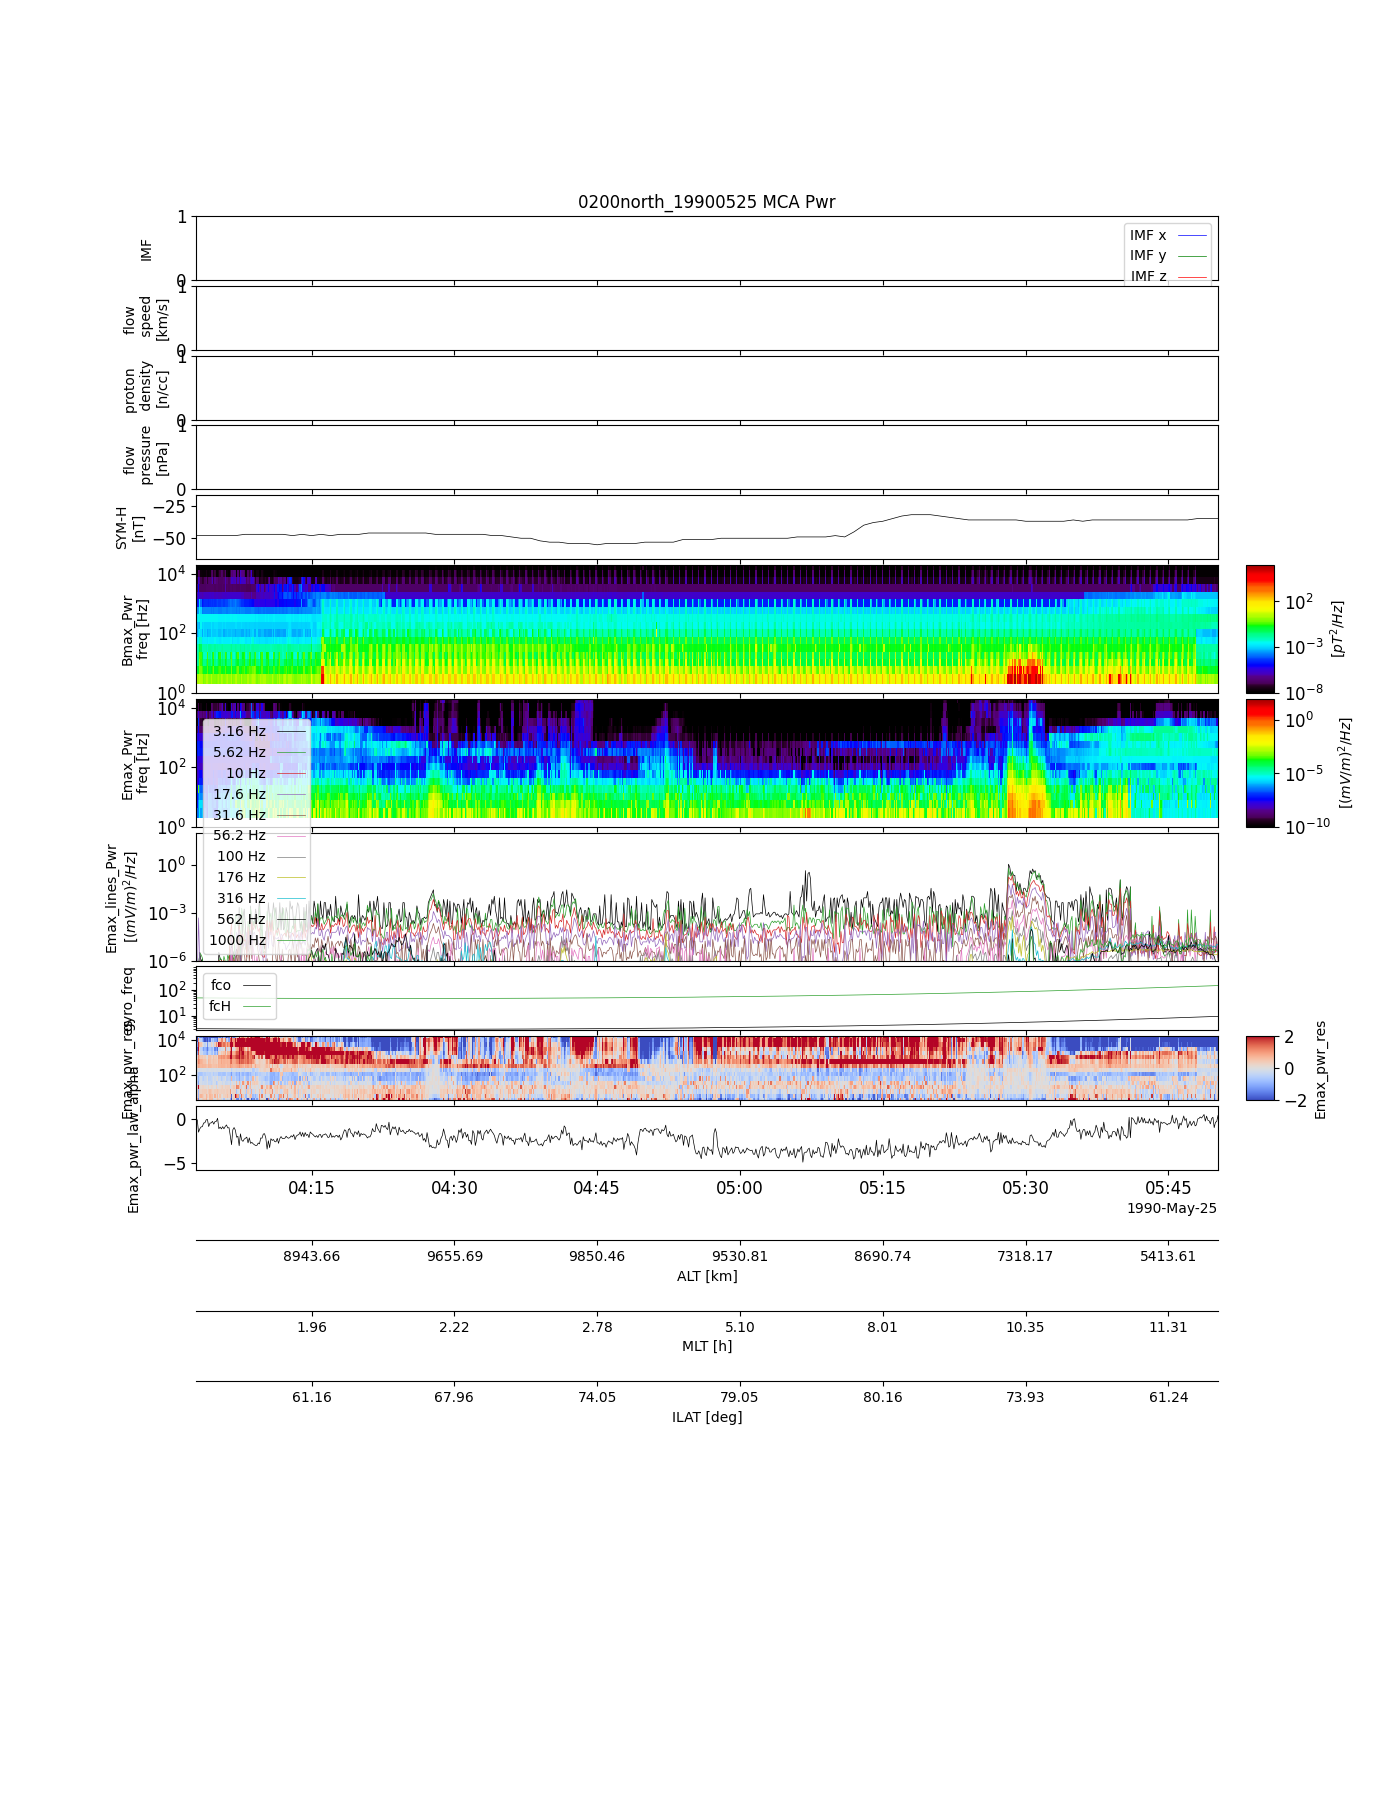 0200north_19900525 MCA Pwr
1
0
IMF
IMF x
IMF y
IMF z
1
0
flow
speed
[km/s]
1
0
proton
density
[n/cc]
1
0
flow
pressure
[nPa]
−25
−50
SYM-H
[nT]
10^4
10^2
10^0
Bmax_Pwr
freq [Hz]
10^2
10^−3
10^−8
[pT^2/Hz]
10^4
10^2
10^0
Emax_Pwr
freq [Hz]
10^0
10^−5
10^−10
[(mV/m)^2/Hz]
3.16 Hz
5.62 Hz
10 Hz
17.6 Hz
31.6 Hz
56.2 Hz
100 Hz
176 Hz
316 Hz
562 Hz
1000 Hz
10^0
10^−3
10^−6
Emax_lines_Pwr
[(mV/m)^2/Hz]
10^2
10^1
gyro_freq
fco
fcH
10^4
10^2
Emax_pwr_res
2
0
−2
Emax_pwr_res
0
−5
Emax_pwr_law_alpha
04:15 04:30 04:45 05:00 05:15 05:30 05:45
1990-May-25
8943.66 9655.69 9850.46 9530.81 8690.74 7318.17 5413.61
ALT [km]
1.96 2.22 2.78 5.10 8.01 10.35 11.31
MLT [h]
61.16 67.96 74.05 79.05 80.16 73.93 61.24
ILAT [deg]